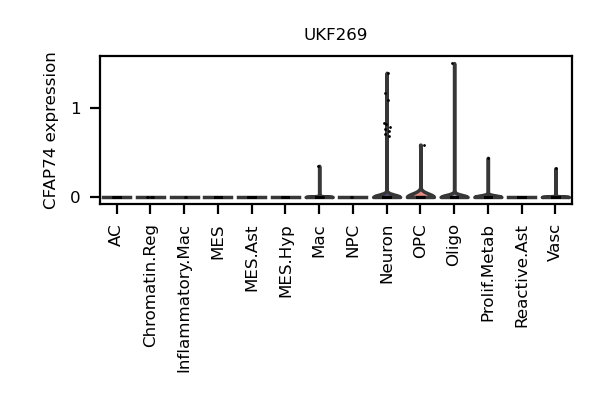 UKF269
CFAP74 expression
1
0
AC
Chromatin.Reg
Inflammatory.Mac
MES
MES.Ast
MES.Hyp
Mac
NPC
Neuron
OPC
Oligo
Prolif.Metab
Reactive.Ast
Vasc